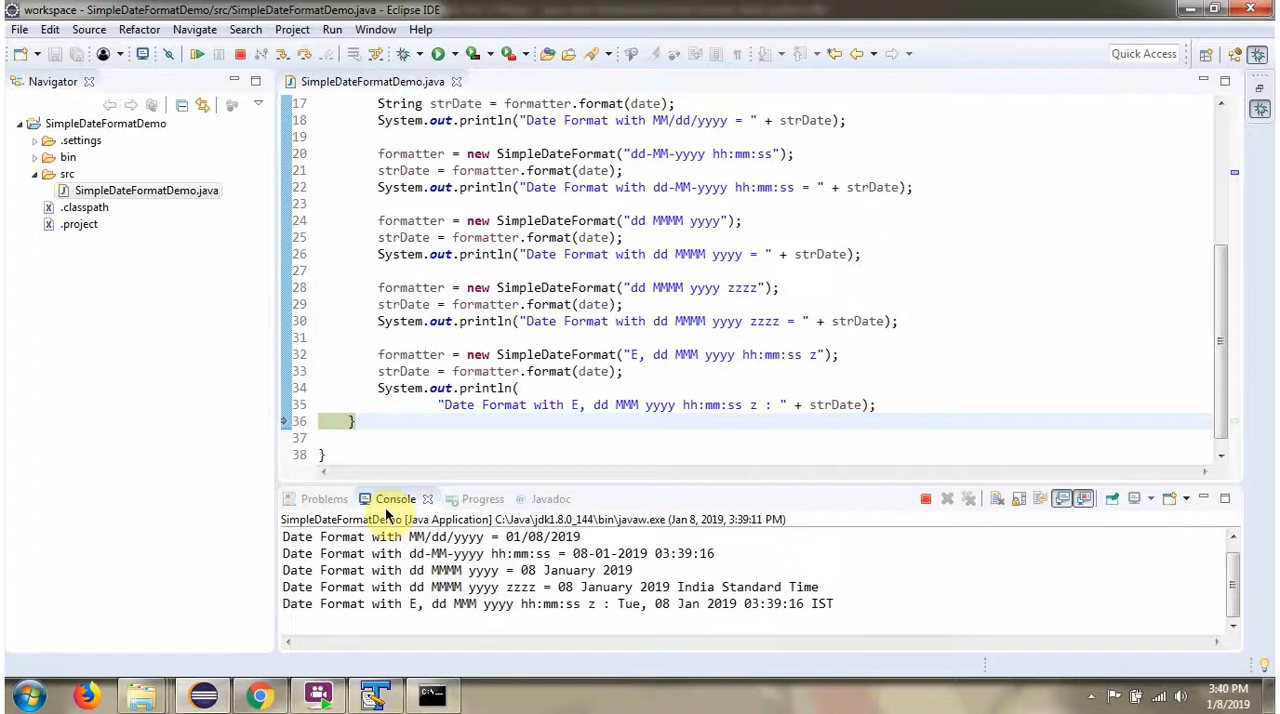 workspace - SimpleDateFormatDemo/src/SimpleDateFormatDemo.java - Eclipse IDE
File Edit Source Refactor Navigate Search Project Run Window Help
Quick Access
Navigator
SimpleDateFormatDemo.java
SimpleDateFormatDemo
.settings
bin
src
SimpleDateFormatDemo.java
.classpath
.project
17 String strDate = formatter.format(date);
18 System.out.println("Date Format with MM/dd/yyyy = " + strDate);
19
20 formatter = new SimpleDateFormat("dd-MM-yyyy hh:mm:ss");
21 strDate = formatter.format(date);
22 System.out.println("Date Format with dd-MM-yyyy hh:mm:ss = " + strDate);
23
24 formatter = new SimpleDateFormat("dd MMMM yyyy");
25 strDate = formatter.format(date);
26 System.out.println("Date Format with dd MMMM yyyy = " + strDate);
27
28 formatter = new SimpleDateFormat("dd MMMM yyyy zzzz");
29 strDate = formatter.format(date);
30 System.out.println("Date Format with dd MMMM yyyy zzzz = " + strDate);
31
32 formatter = new SimpleDateFormat("E, dd MMM yyyy hh:mm:ss z");
33 strDate = formatter.format(date);
34 System.out.println(
35 "Date Format with E, dd MMM yyyy hh:mm:ss z : " + strDate);
36 }
37
38 }
Problems Console Progress Javadoc
SimpleDateFormatDemo [Java Application] C:\Java\jdk1.8.0_144\bin\javaw.exe (Jan 8, 2019, 3:39:11 PM)
Date Format with MM/dd/yyyy = 01/08/2019
Date Format with dd-MM-yyyy hh:mm:ss = 08-01-2019 03:39:16
Date Format with dd MMMM yyyy = 08 January 2019
Date Format with dd MMMM yyyy zzzz = 08 January 2019 India Standard Time
Date Format with E, dd MMM yyyy hh:mm:ss z : Tue, 08 Jan 2019 03:39:16 IST
3:40 PM
1/8/2019